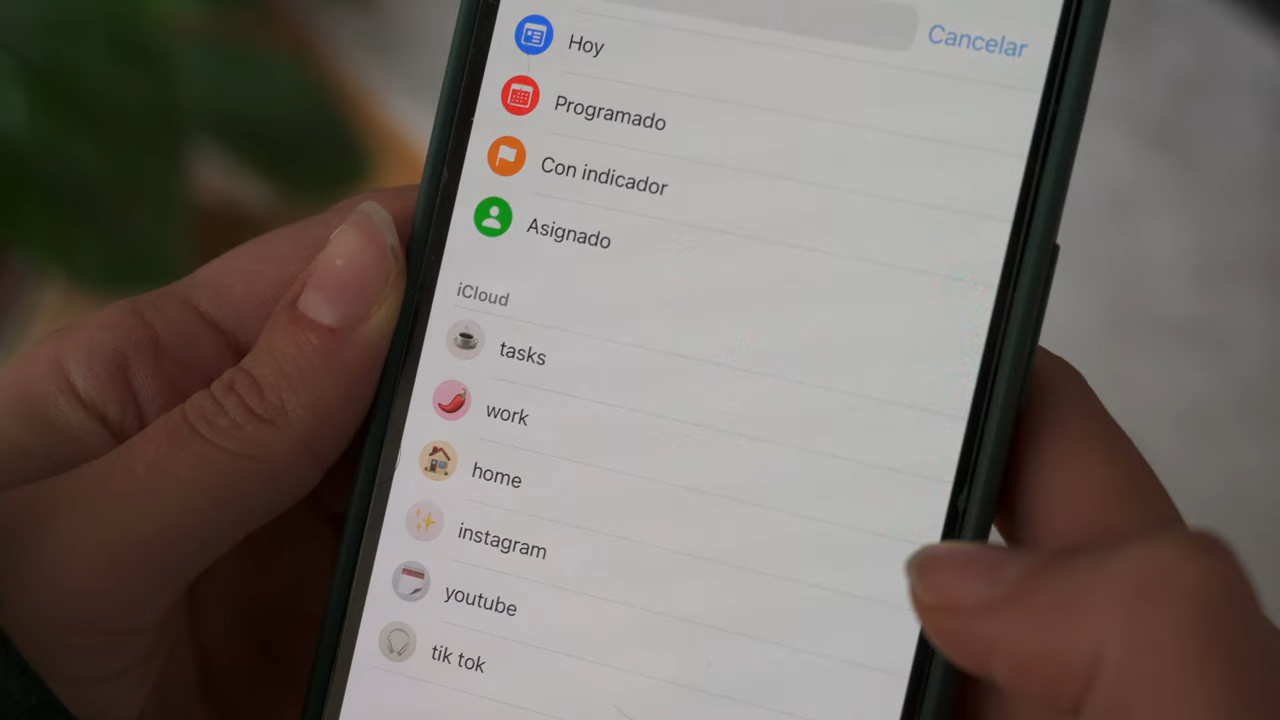 Cancelar
Hoy
Programado
Con indicador
Asignado
iCloud
tasks
work
home
instagram
youtube
tik tok